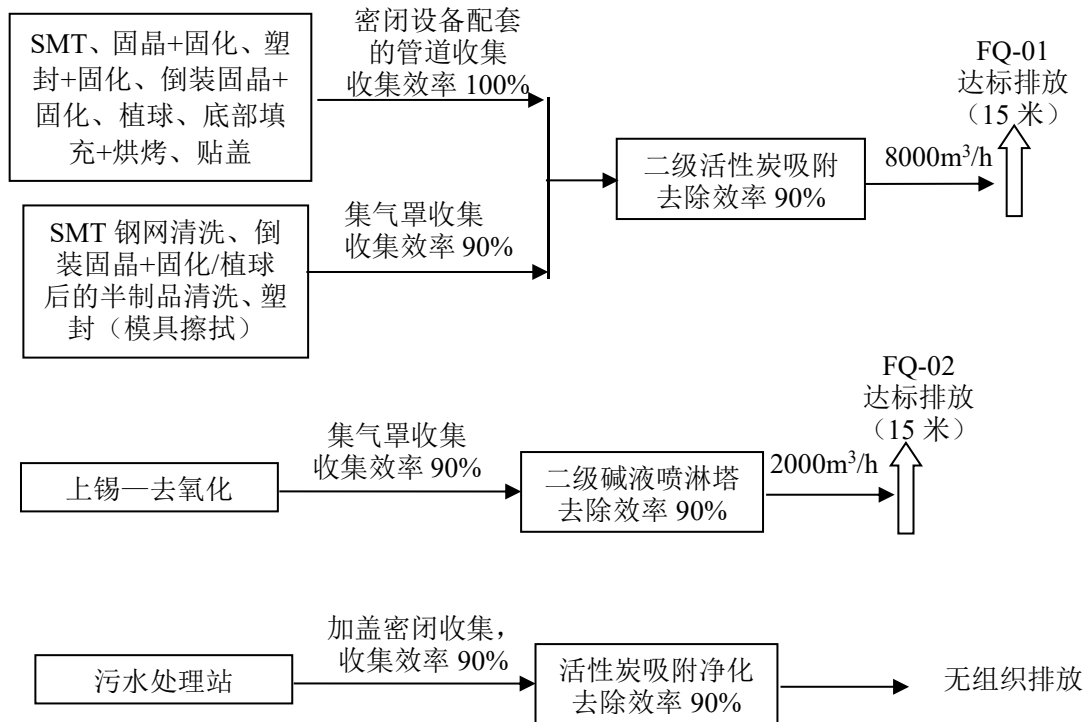 SMT、固晶+固化、塑
封+固化、倒装固晶+
固化、植球、底部填
充+烘烤、贴盖
密闭设备配套
的管道收集
收集效率 100%
SMT 钢网清洗、倒
装固晶+固化/植球
后的半制品清洗、塑
封（模具擦拭）
集气罩收集
收集效率 90%
二级活性炭吸附
去除效率 90%
8000m³/h
FQ-01
达标排放
（15 米）
上锡—去氧化
集气罩收集
收集效率 90%
二级碱液喷淋塔
去除效率 90%
2000m³/h
FQ-02
达标排放
（15 米）
污水处理站
加盖密闭收集，
收集效率 90%
活性炭吸附净化
去除效率 90%
无组织排放